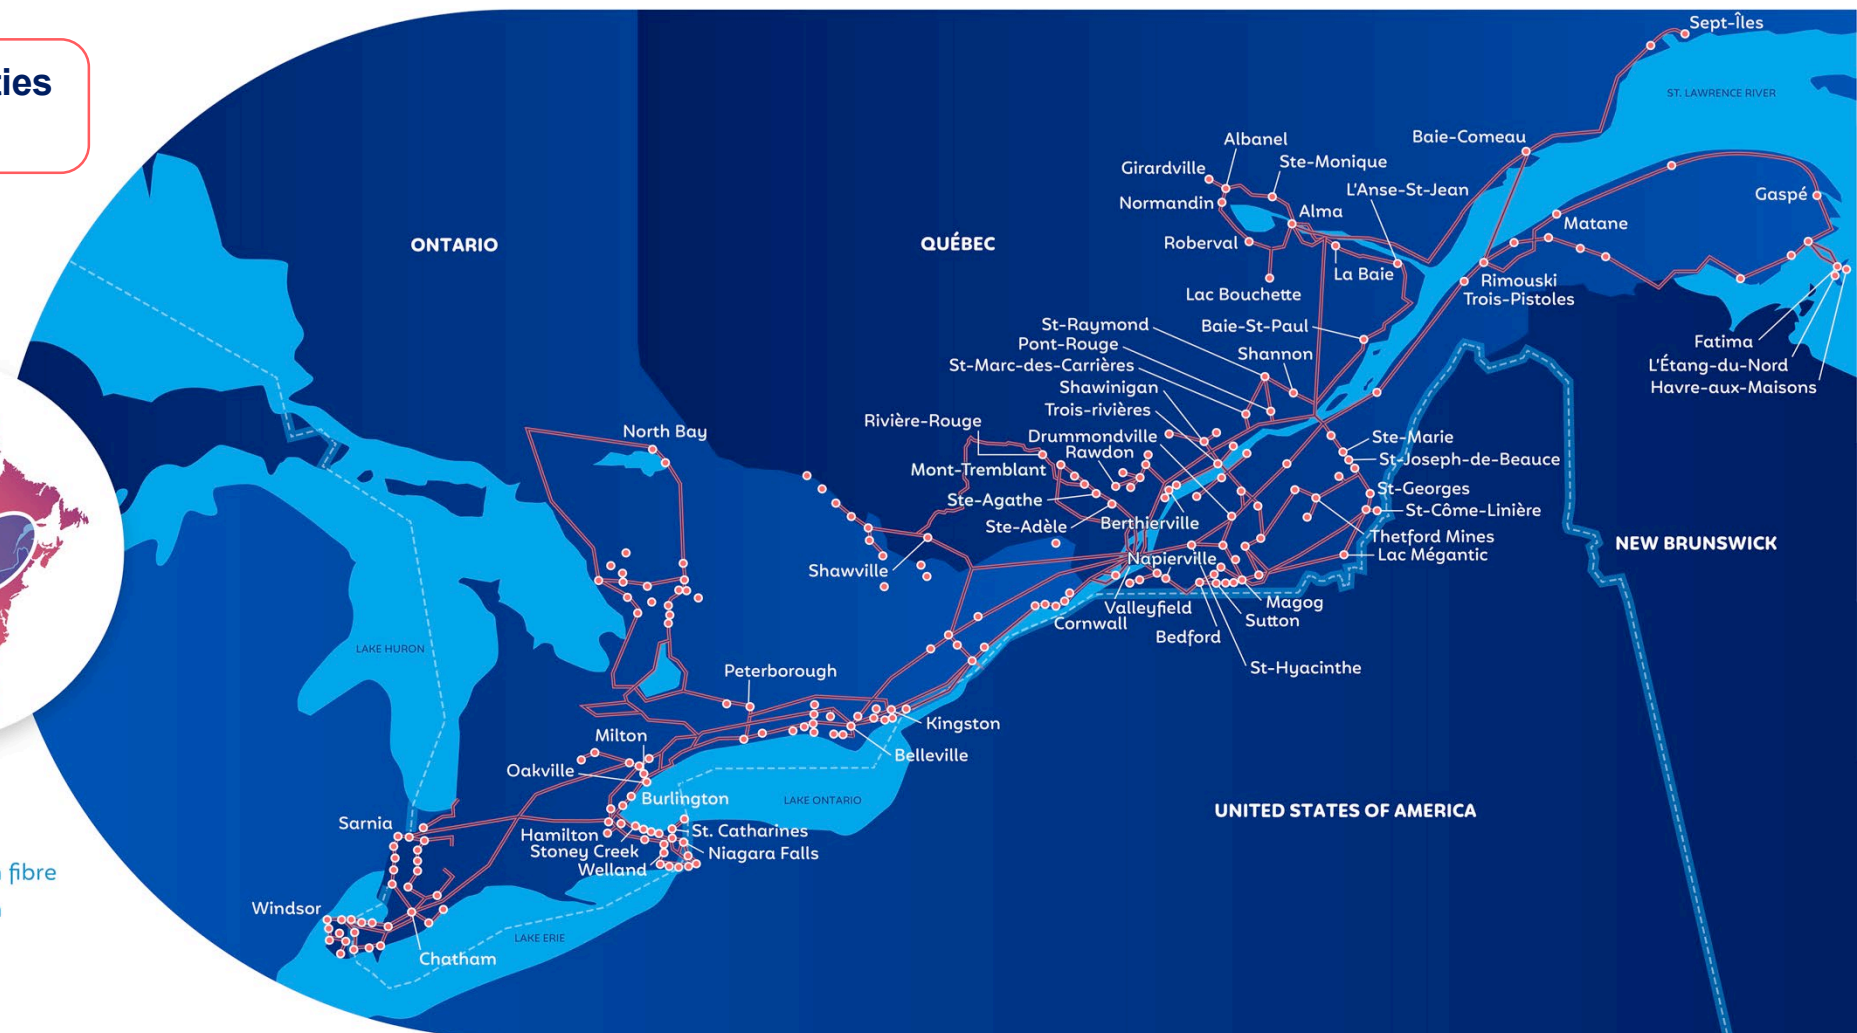 ties
Sept-Îles
ST. LAWRENCE RIVER
Baie-Comeau
Albanel
Ste-Monique
Girardville
L'Anse-St-Jean
Gaspé
Normandin
Alma
Matane
ONTARIO
QUÉBEC
Roberval
La Baie
Rimouski
Lac Bouchette
Trois-Pistoles
St-Raymond
Baie-St-Paul
Pont-Rouge
Shannon
Fatima
St-Marc-des-Carrières
L'Étang-du-Nord
Shawinigan
Havre-aux-Maisons
Trois-rivières
Rivière-Rouge
North Bay
Drummondville
Ste-Marie
Rawdon
St-Joseph-de-Beauce
Mont-Tremblant
St-Georges
Ste-Agathe
St-Côme-Linière
Ste-Adèle
Berthierville
Thetford Mines
NEW BRUNSWICK
Lac Mégantic
Napierville
Shawville
Magog
Valleyfield
Sutton
Cornwall
Bedford
LAKE HURON
St-Hyacinthe
Peterborough
Kingston
Milton
Belleville
Oakville
Burlington
LAKE ONTARIO
UNITED STATES OF AMERICA
Sarnia
Hamilton
St. Catharines
Stoney Creek
Niagara Falls
Welland
fibre
Windsor
LAKE ERIE
Chatham